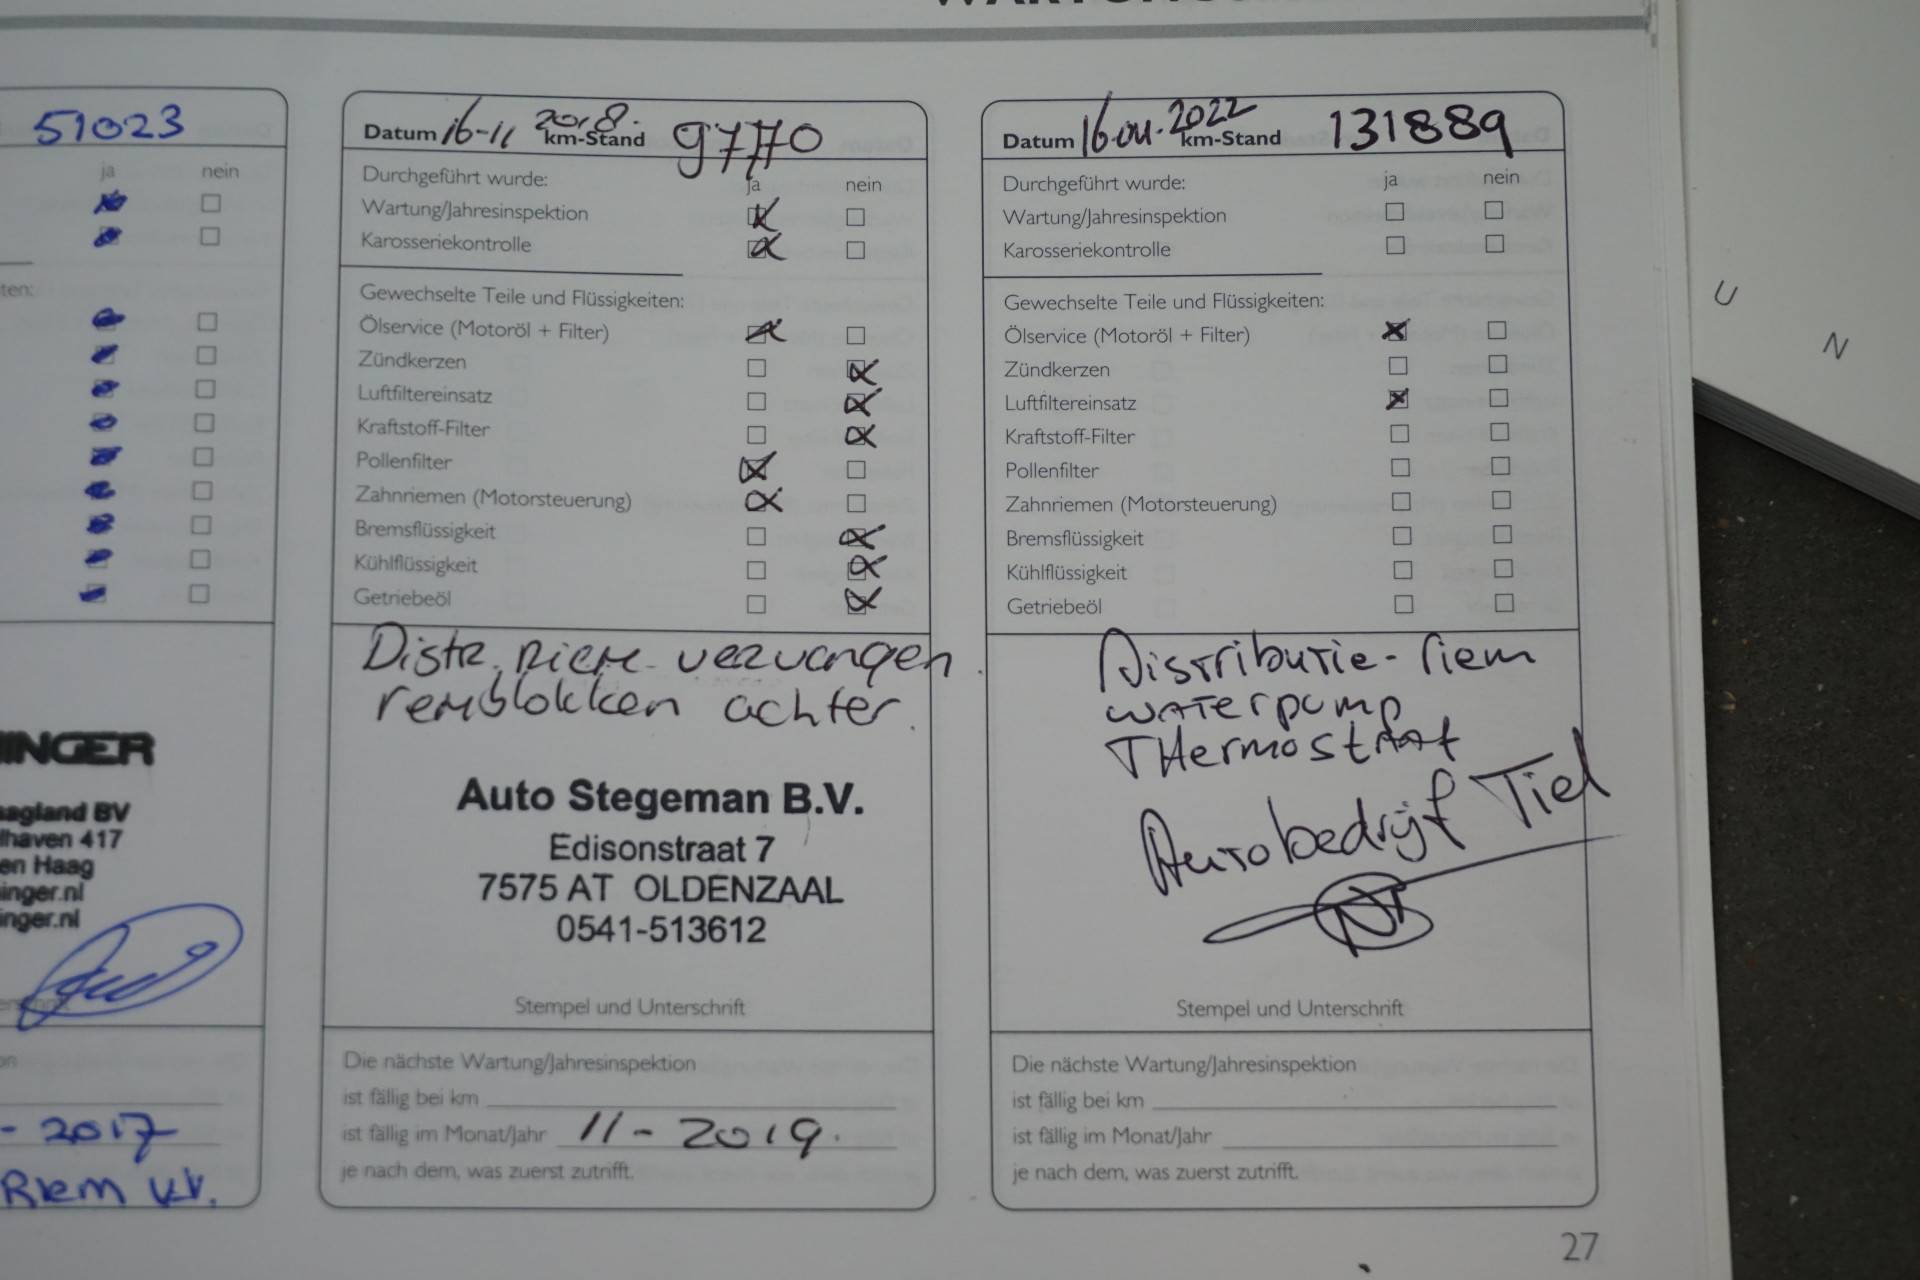 51023
ja nein
ten:
INGER
aagland BV
lhaven 417
en Haag
inger.nl
inger.nl
- 2017
Riem V.V.
Datum 16-11 2018. km-Stand 97770
Durchgeführt wurde: ja nein
Wartung/Jahresinspektion
Karosseriekontrolle
Gewechselte Teile und Flüssigkeiten:
Ölservice (Motoröl + Filter)
Zündkerzen
Luftfiltereinsatz
Kraftstoff-Filter
Pollenfilter
Zahnriemen (Motorsteuerung)
Bremsflüssigkeit
Kühlflüssigkeit
Getriebeöl
Distr. riem vervangen
remblokken achter.
Auto Stegeman B.V.
Edisonstraat 7
7575 AT OLDENZAAL
0541-513612
Stempel und Unterschrift
Die nächste Wartung/Jahresinspektion
ist fällig bei km
ist fällig im Monat/Jahr 11-2019.
je nach dem, was zuerst zutrifft.
Datum 16-04-2022 km-Stand 131889
Durchgeführt wurde: ja nein
Wartung/Jahresinspektion
Karosseriekontrolle
Gewechselte Teile und Flüssigkeiten:
Ölservice (Motoröl + Filter)
Zündkerzen
Luftfiltereinsatz
Kraftstoff-Filter
Pollenfilter
Zahnriemen (Motorsteuerung)
Bremsflüssigkeit
Kühlflüssigkeit
Getriebeöl
Distributie-riem
waterpomp
THermostaat
Autobedrijf Tiel
Stempel und Unterschrift
Die nächste Wartung/Jahresinspektion
ist fällig bei km
ist fällig im Monat/Jahr
je nach dem, was zuerst zutrifft.
27
U
N